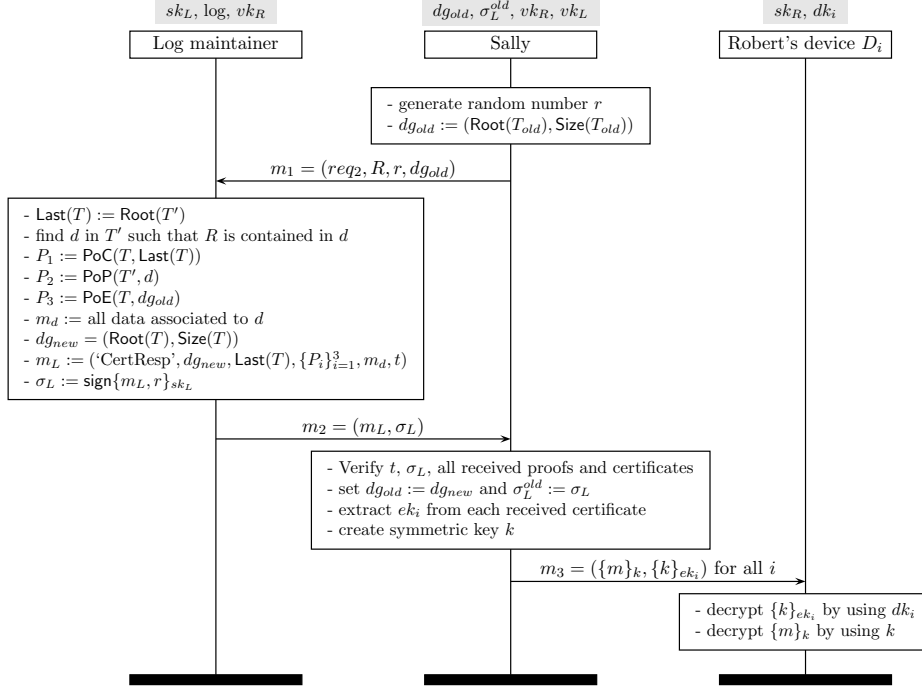 sk_L, log, vk_R
dg_old, σ_L^old, vk_R, vk_L
sk_R, dk_i
Log maintainer
Sally
Robert's device D_i
- generate random number r
- dg_old := (Root(T_old), Size(T_old))
m_1 = (req_2, R, r, dg_old)
- Last(T) := Root(T′)
- find d in T′ such that R is contained in d
- P_1 := PoC(T, Last(T))
- P_2 := PoP(T′, d)
- P_3 := PoE(T, dg_old)
- m_d := all data associated to d
- dg_new = (Root(T), Size(T))
- m_L := (‘CertResp’, dg_new, Last(T), {P_i}_{i=1}^3, m_d, t)
- σ_L := sign{m_L, r}_{sk_L}
m_2 = (m_L, σ_L)
- Verify t, σ_L, all received proofs and certificates
- set dg_old := dg_new and σ_L^old := σ_L
- extract ek_i from each received certificate
- create symmetric key k
m_3 = ({m}_k, {k}_{ek_i}) for all i
- decrypt {k}_{ek_i} by using dk_i
- decrypt {m}_k by using k